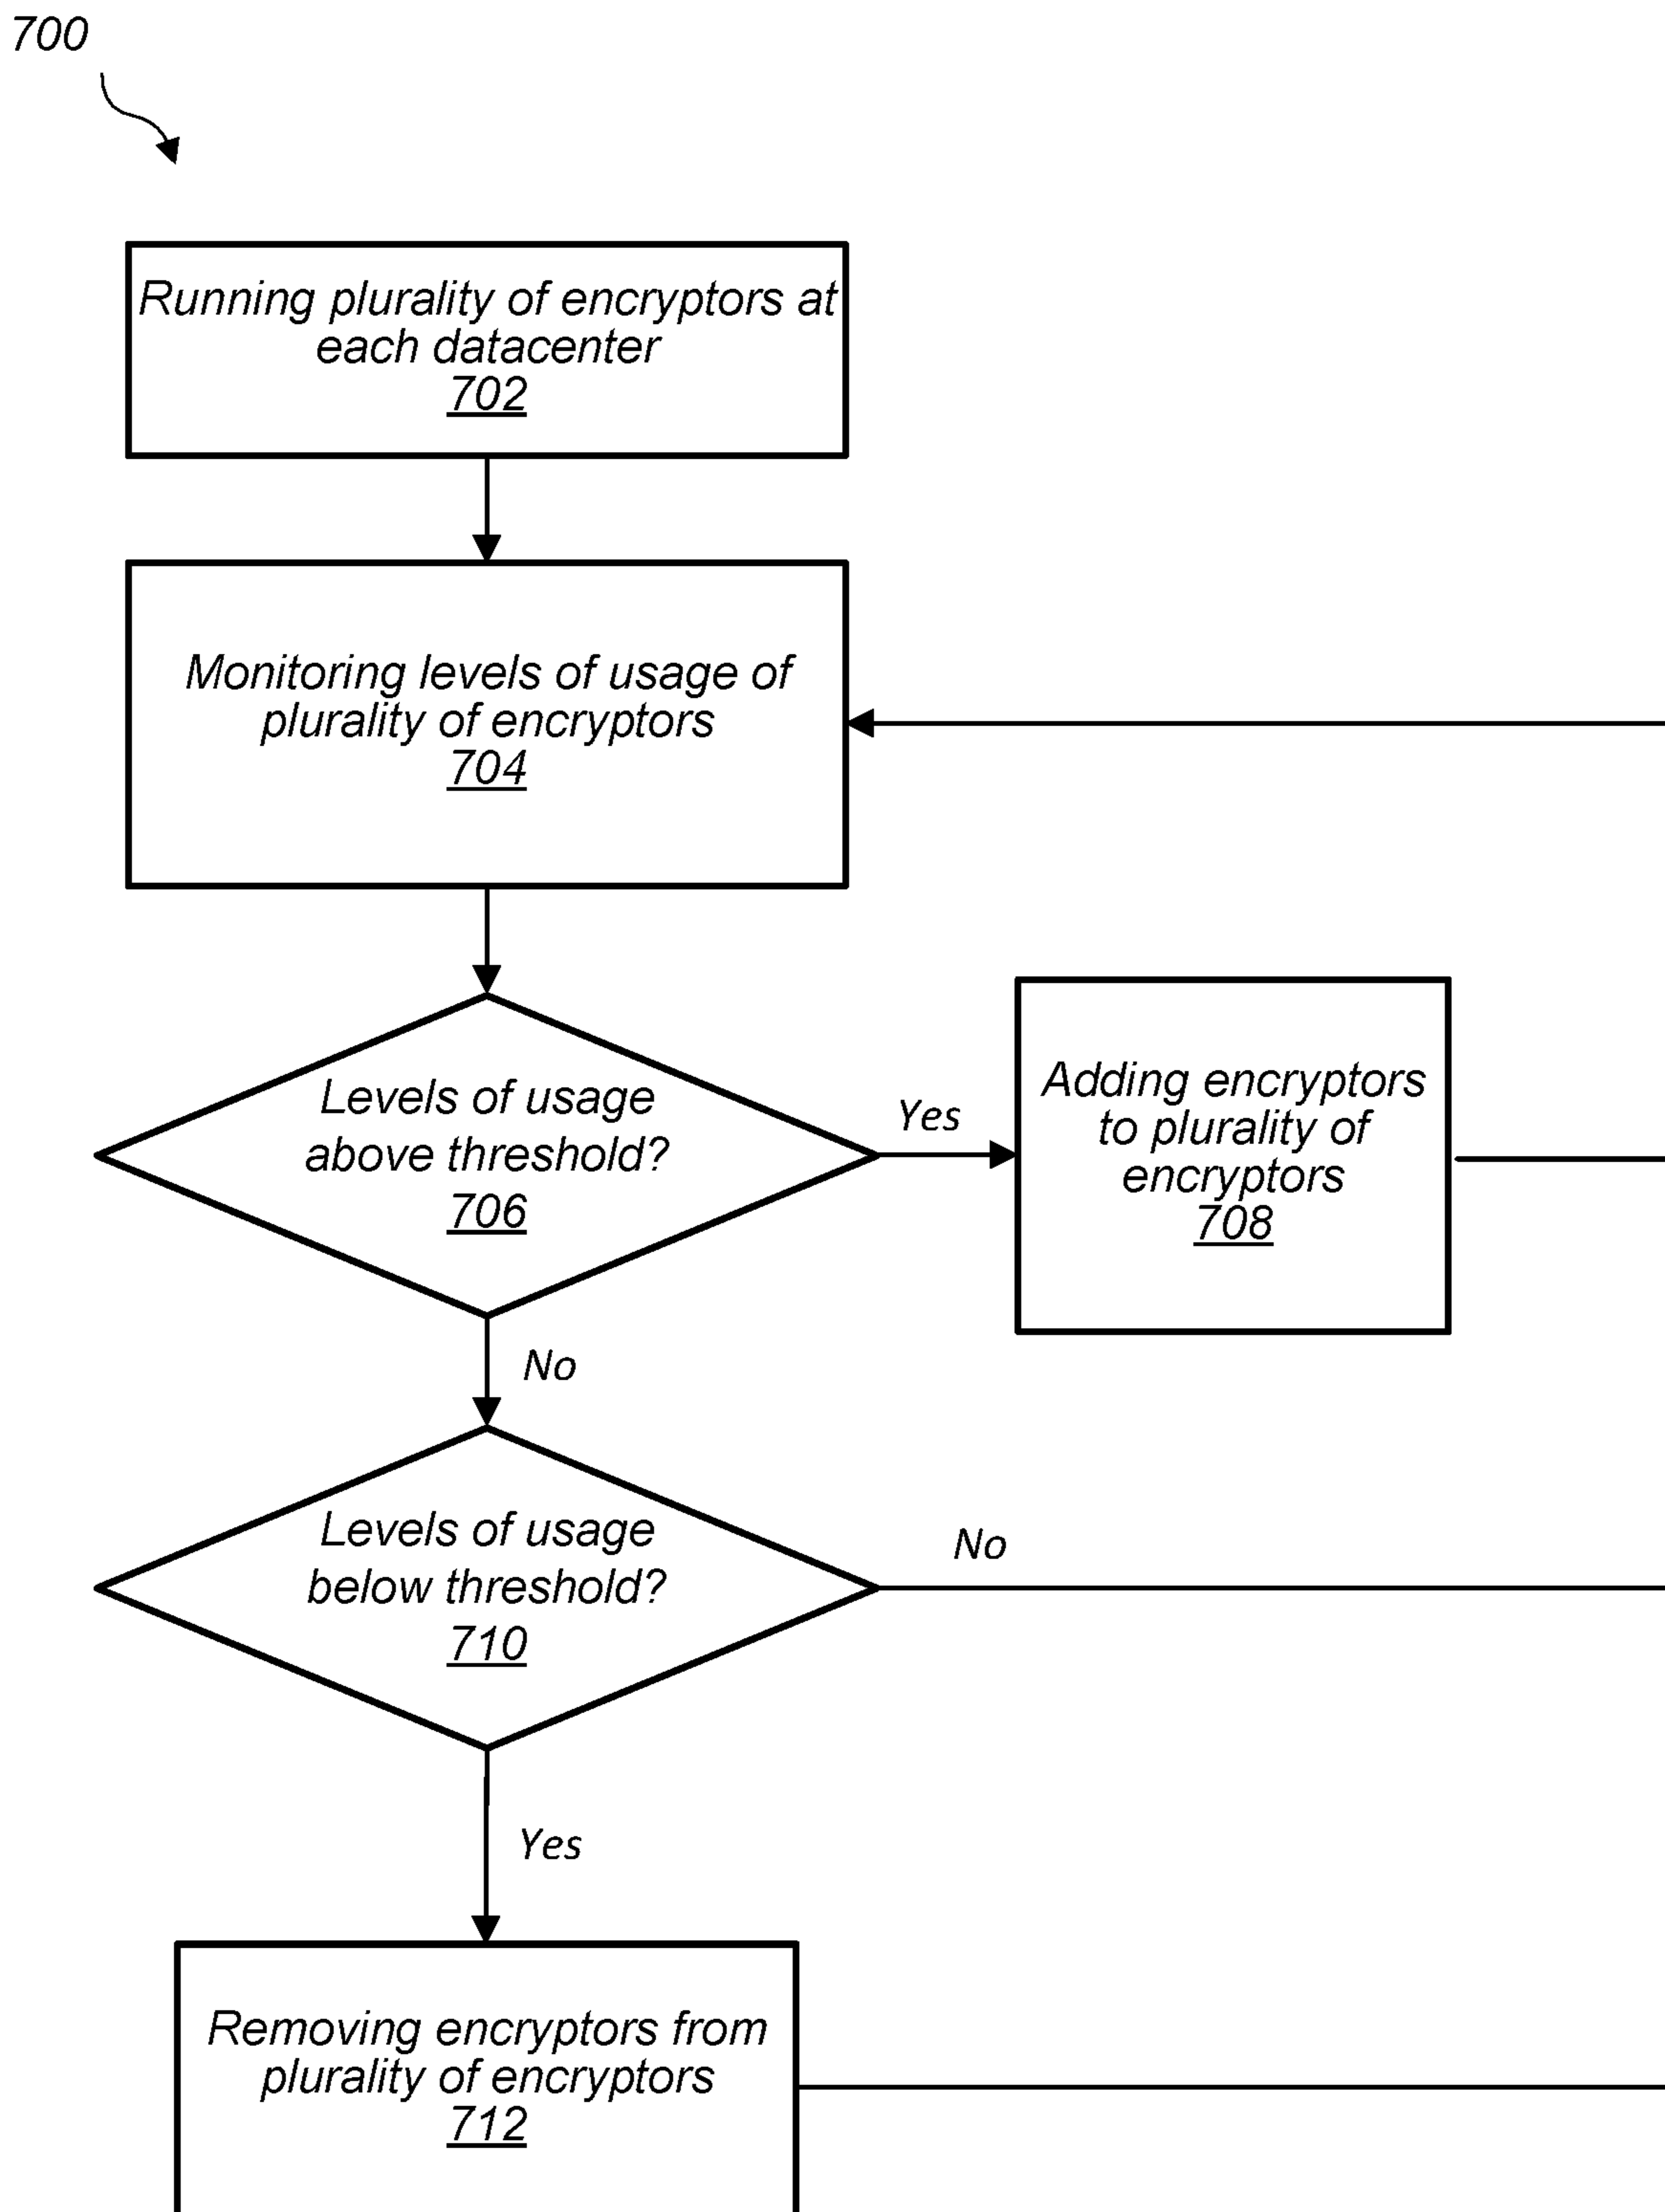 700
Running plurality of encryptors at
each datacenter
702
Monitoring levels of usage of
plurality of encryptors
704
Levels of usage
above threshold?
706
Yes
Adding encryptors
to plurality of
encryptors
708
No
Levels of usage
below threshold?
710
No
Yes
Removing encryptors from
plurality of encryptors
712